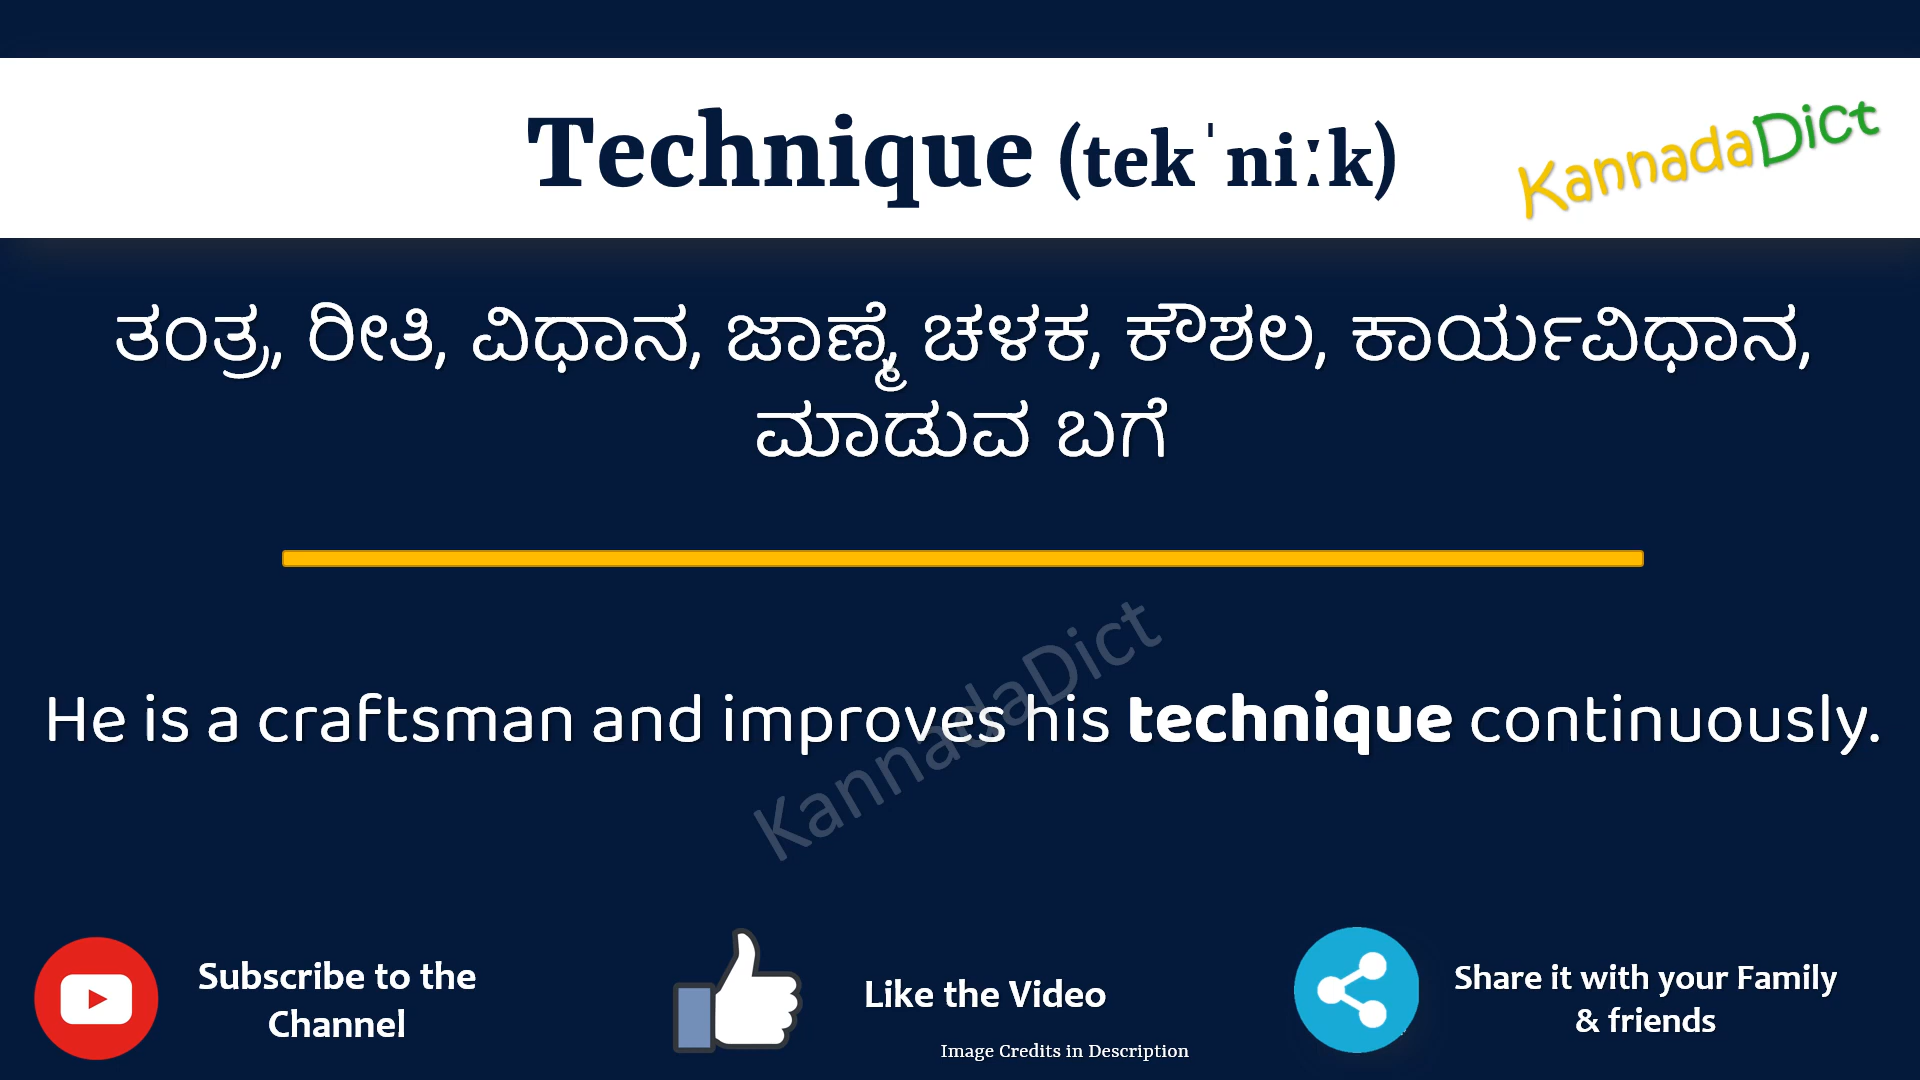 Technique (tekˈniːk)
KannadaDict
ತಂತ್ರ, ರೀತಿ, ವಿಧಾನ, ಜಾಣ್ಮೆ, ಚಳಕ, ಕೌಶಲ, ಕಾರ್ಯವಿಧಾನ,
ಮಾಡುವ ಬಗೆ
He is a craftsman and improves his technique continuously.
KannadaDict
Subscribe to the
Channel
Like the Video
Image Credits in Description
Share it with your Family
& friends